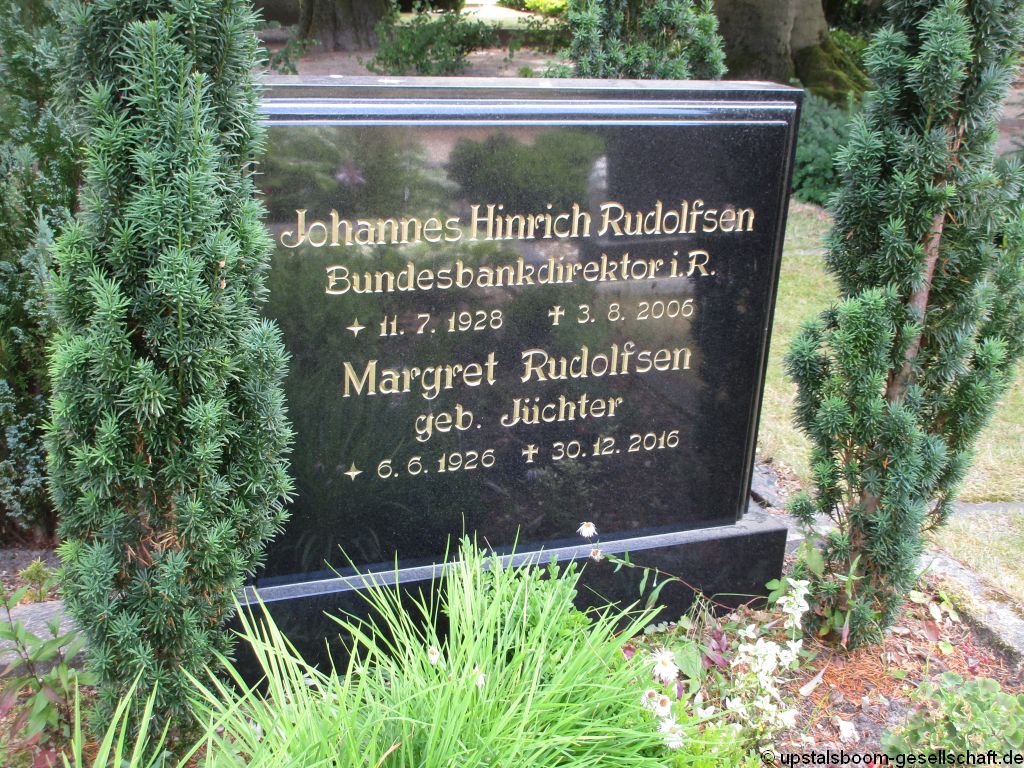 Johannes Hinrich Rudolfsen
Bundesbankdirektor i.R.
✦ 11. 7. 1928 ✝ 3. 8. 2006
Margret Rudolfsen
geb. Jüchter
✦ 6. 6. 1926 ✝ 30. 12. 2016
© upstalsboom-gesellschaft.de